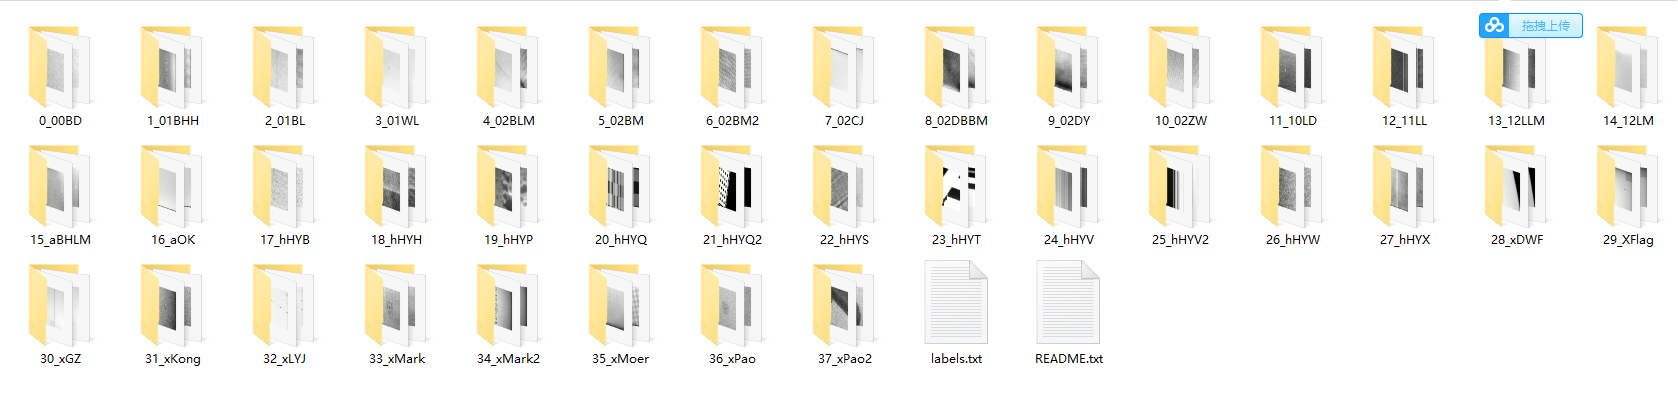 拖拽上传
0_00BD 1_01BHH 2_01BL 3_01WL 4_02BLM 5_02BM 6_02BM2 7_02CJ 8_02DBBM 9_02DY 10_02ZW 11_10LD 12_11LL 13_12LLM 14_12LM
15_aBHLM 16_aOK 17_hHYB 18_hHYH 19_hHYP 20_hHYQ 21_hHYQ2 22_hHYS 23_hHYT 24_hHYV 25_hHYV2 26_hHYW 27_hHYX 28_xDWF 29_XFlag
30_xGZ 31_xKong 32_xLYJ 33_xMark 34_xMark2 35_xMoer 36_xPao 37_xPao2 labels.txt README.txt